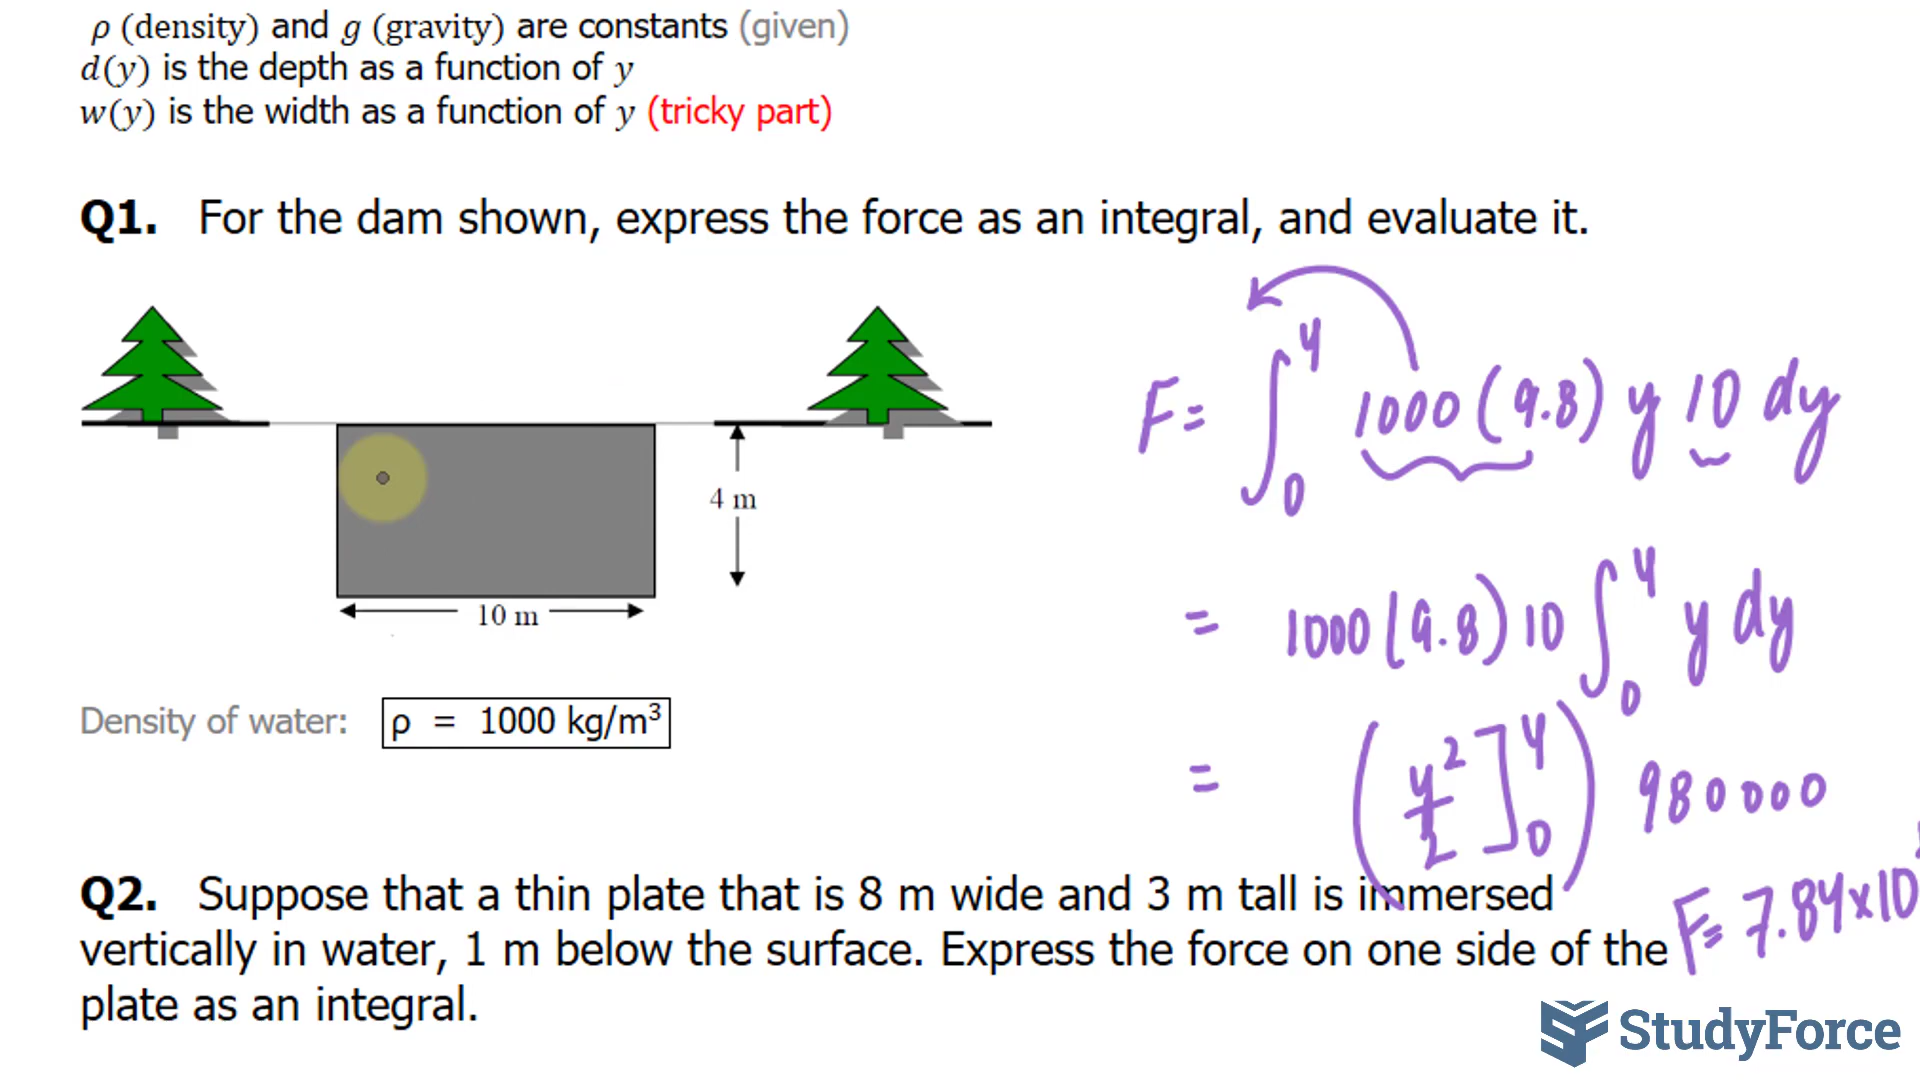 ρ (density) and g (gravity) are constants (given)
d(y) is the depth as a function of y
w(y) is the width as a function of y (tricky part)
Q1. For the dam shown, express the force as an integral, and evaluate it.
4 m
10 m
Density of water: ρ = 1000 kg/m³
F = ∫₀⁴ 1000 (9.8) y 10 dy
= 1000 (9.8) 10 ∫₀⁴ y dy
= ( y²/2 ]₀⁴ ) 980000
F = 7.84×10
Q2. Suppose that a thin plate that is 8 m wide and 3 m tall is immersed
vertically in water, 1 m below the surface. Express the force on one side of the
plate as an integral.
StudyForce